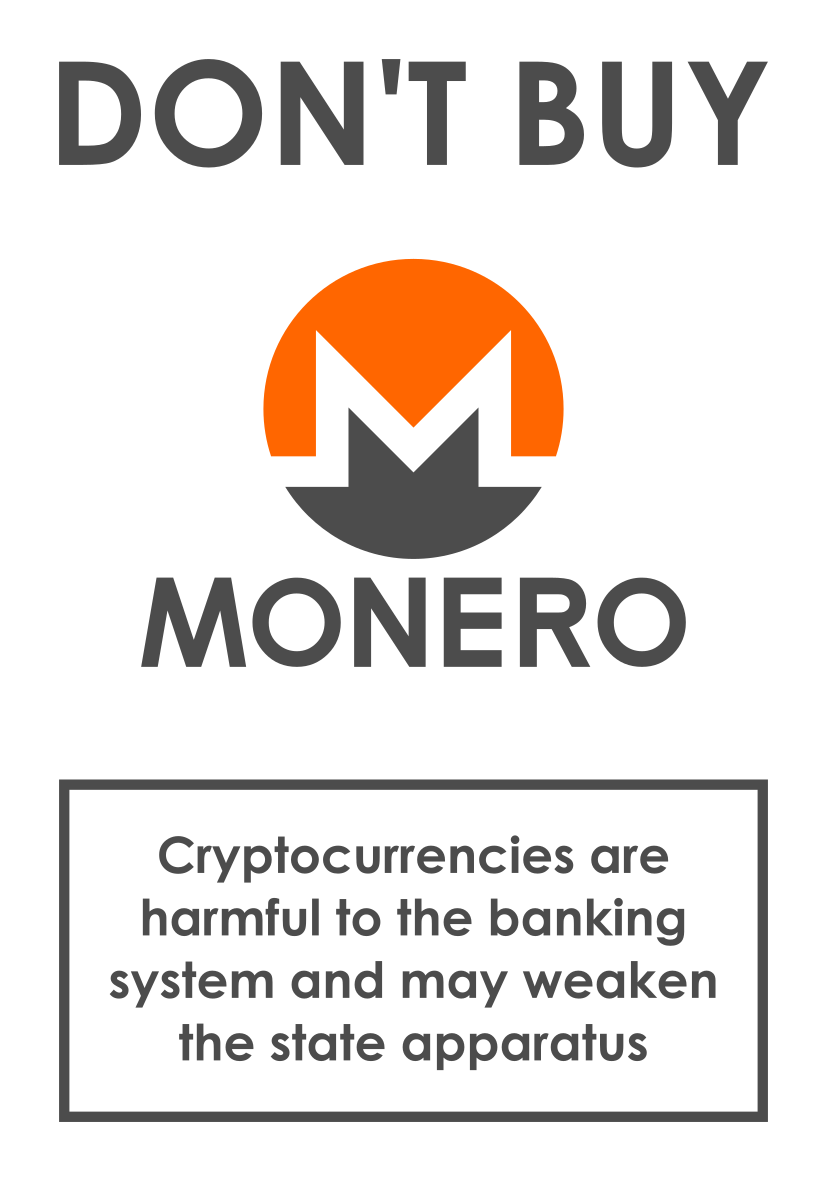 DON'T BUY
MONERO
Cryptocurrencies are
harmful to the banking
system and may weaken
the state apparatus